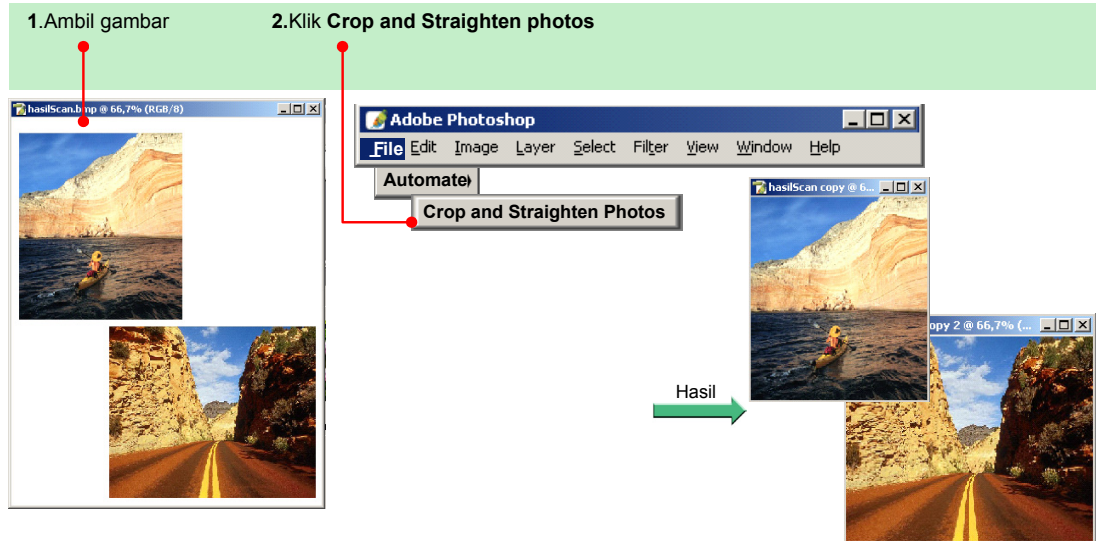 1.Ambil gambar
2.Klik Crop and Straighten photos
hasilScan.bmp @ 66,7% (RGB/8)
Adobe Photoshop
File Edit Image Layer Select Filter View Window Help
Automate
Crop and Straighten Photos
hasilScan copy @ 6...
opy 2 @ 66,7% (...
Hasil